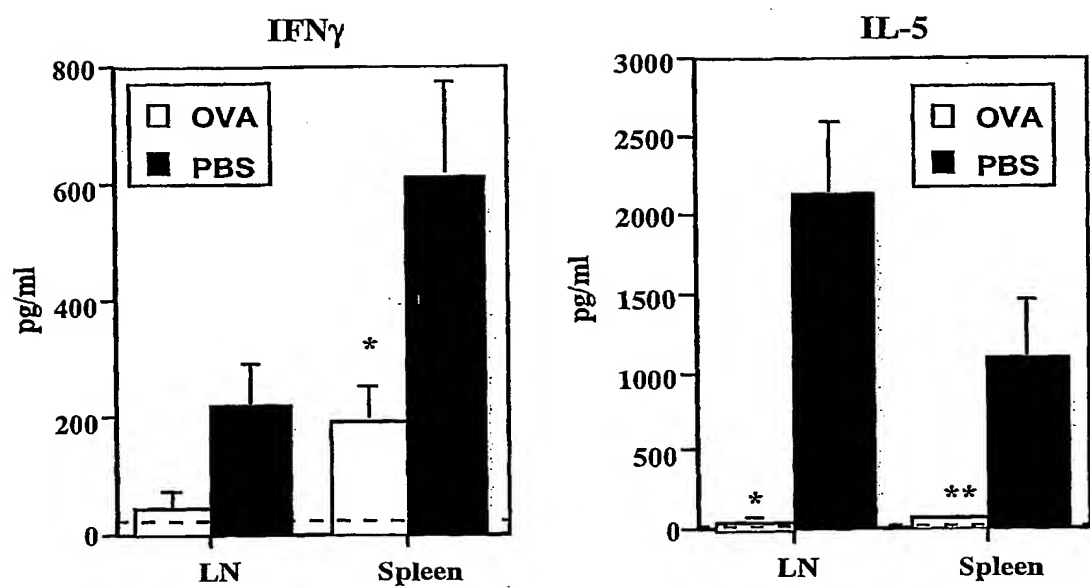 IFNγ
800
600
400
200
0
pg/ml
OVA
PBS
*
LN
Spleen
IL-5
3000
2500
2000
1500
1000
500
0
pg/ml
OVA
PBS
*
**
LN
Spleen